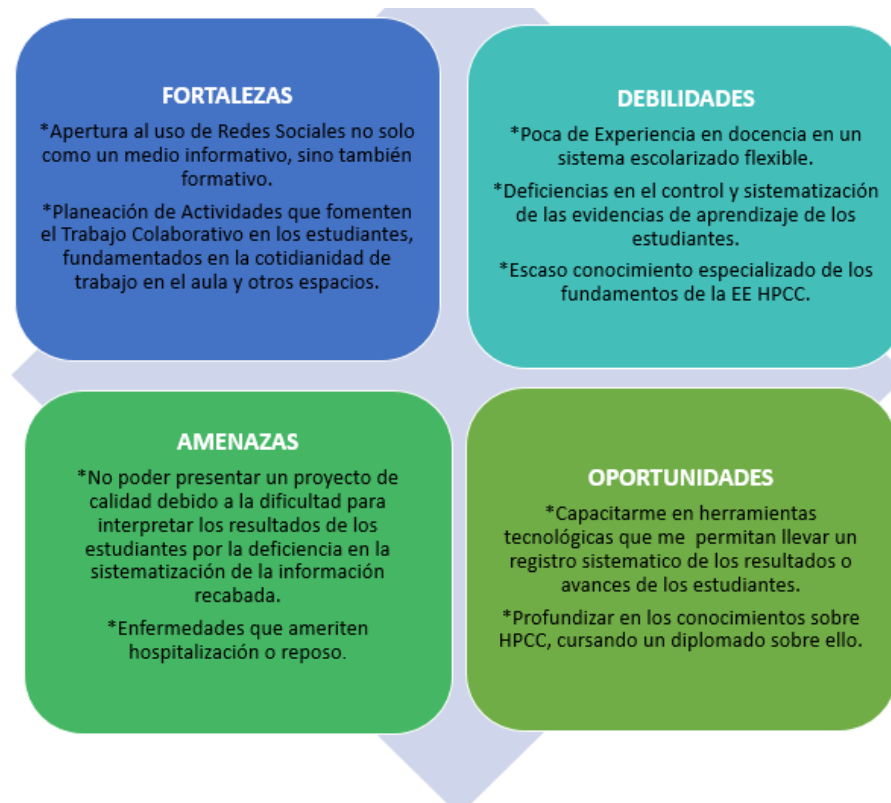 FORTALEZAS
*Apertura al uso de Redes Sociales no solo
como un medio informativo, sino también
formativo.
*Planeación de Actividades que fomenten
el Trabajo Colaborativo en los estudiantes,
fundamentados en la cotidianidad de
trabajo en el aula y otros espacios.
DEBILIDADES
*Poca de Experiencia en docencia en un
sistema escolarizado flexible.
*Deficiencias en el control y sistematización
de las evidencias de aprendizaje de los
estudiantes.
*Escaso conocimiento especializado de los
fundamentos de la EE HPCC.
AMENAZAS
*No poder presentar un proyecto de
calidad debido a la dificultad para
interpretar los resultados de los
estudiantes por la deficiencia en la
sistematización de la información
recabada.
*Enfermedades que ameriten
hospitalización o reposo.
OPORTUNIDADES
*Capacitarme en herramientas
tecnológicas que me permitan llevar un
registro sistematico de los resultados o
avances de los estudiantes.
*Profundizar en los conocimientos sobre
HPCC, cursando un diplomado sobre ello.